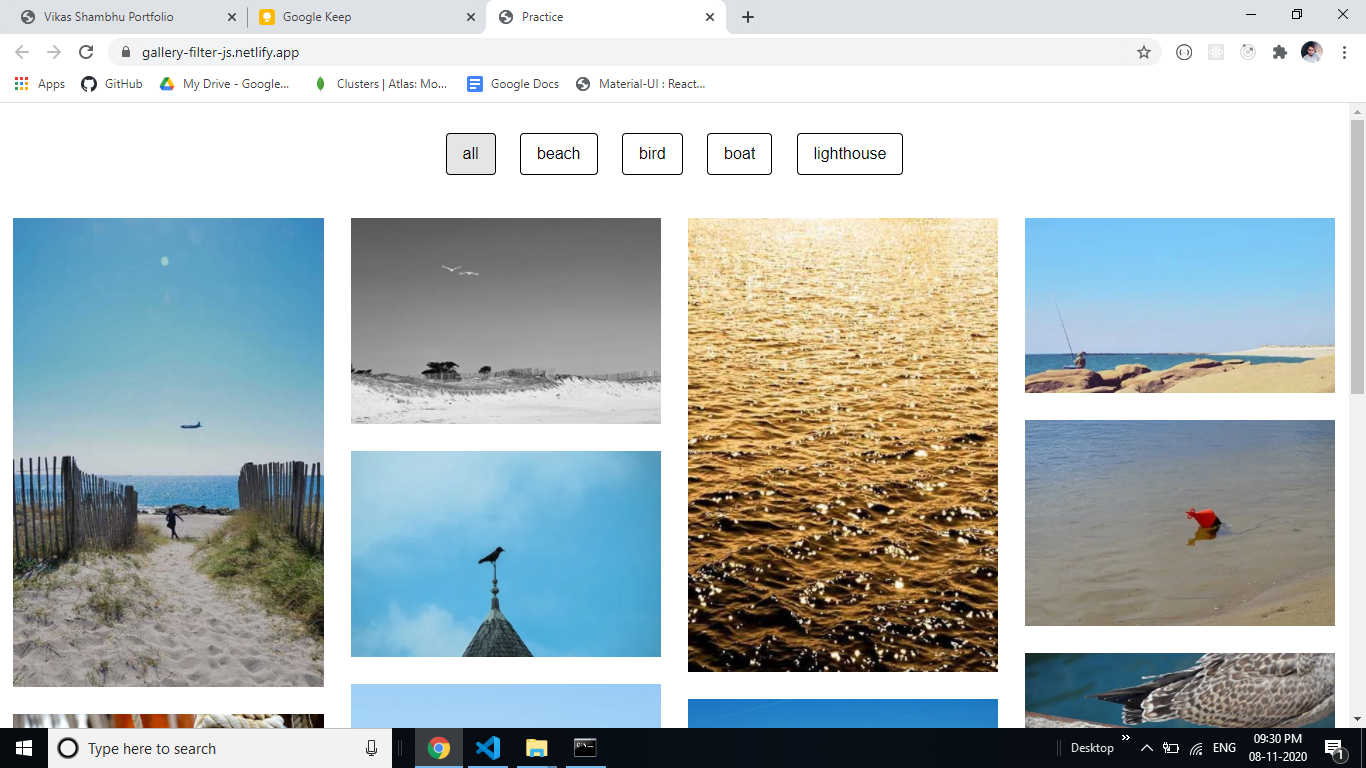 Vikas Shambhu Portfolio
Google Keep
Practice
gallery-filter-js.netlify.app
Apps
GitHub
My Drive - Google...
Clusters | Atlas: Mo...
Google Docs
Material-UI : React...
all
beach
bird
boat
lighthouse
Type here to search
Desktop
ENG
09:30 PM
08-11-2020
1